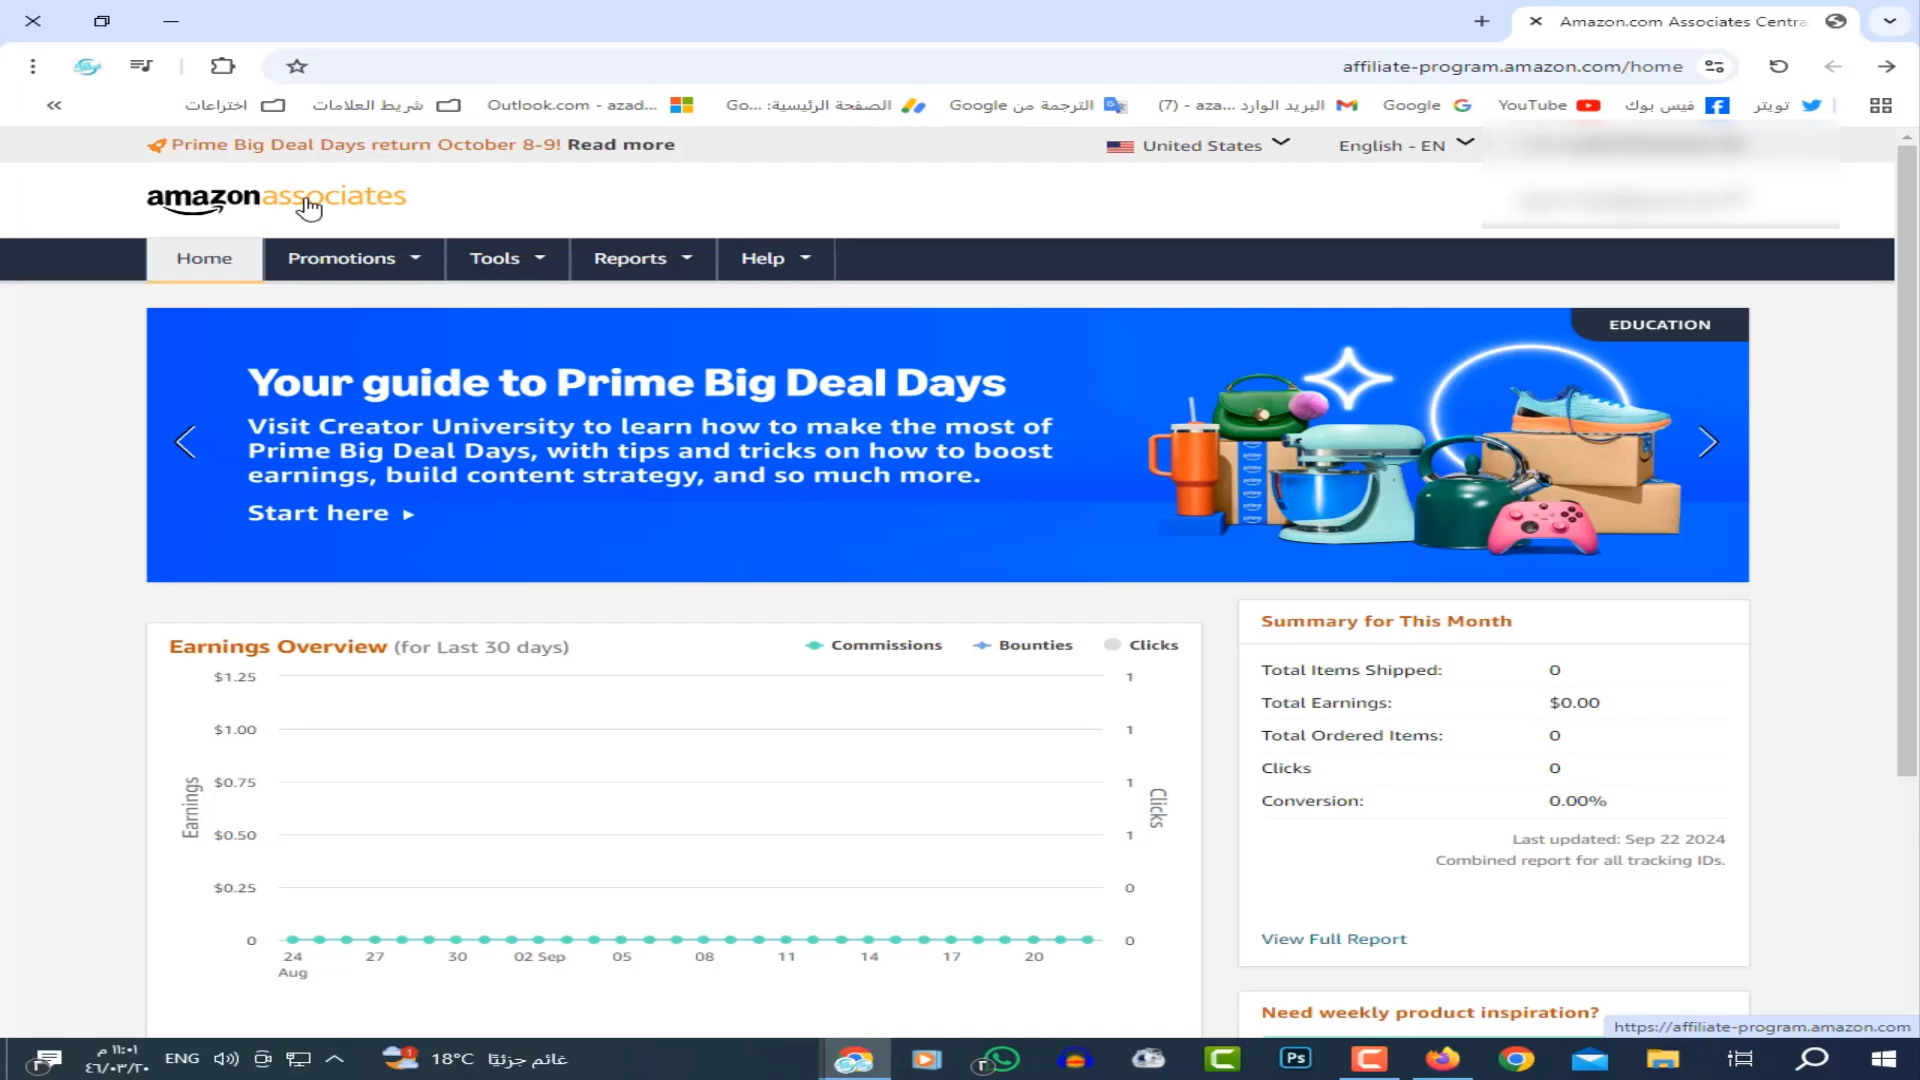 Amazon.com Associates Centra
affiliate-program.amazon.com/home
اختراعات
شريط العلامات
Outlook.com - azad...
الصفحة الرئيسية: ...Go
الترجمة من Google
البريد الوارد (7) - aza...
Google
YouTube
فيس بوك
تويتر
Prime Big Deal Days return October 8-9! Read more
United States
English - EN
amazonassociates
Home
Promotions
Tools
Reports
Help
EDUCATION
Your guide to Prime Big Deal Days
Visit Creator University to learn how to make the most of
Prime Big Deal Days, with tips and tricks on how to boost
earnings, build content strategy, and so much more.
Start here
Earnings Overview (for Last 30 days)
Commissions
Bounties
Clicks
$1.25
$1.00
$0.75
$0.50
$0.25
0
Earnings
1
1
1
1
0
0
Clicks
24 Aug
27
30
02 Sep
05
08
11
14
17
20
Summary for This Month
Total Items Shipped: 0
Total Earnings: $0.00
Total Ordered Items: 0
Clicks 0
Conversion: 0.00%
Last updated: Sep 22 2024
Combined report for all tracking IDs.
View Full Report
Need weekly product inspiration?
https://affiliate-program.amazon.com
١١:٠١ م
ENG
18°C غائم جزئيًا
Ps